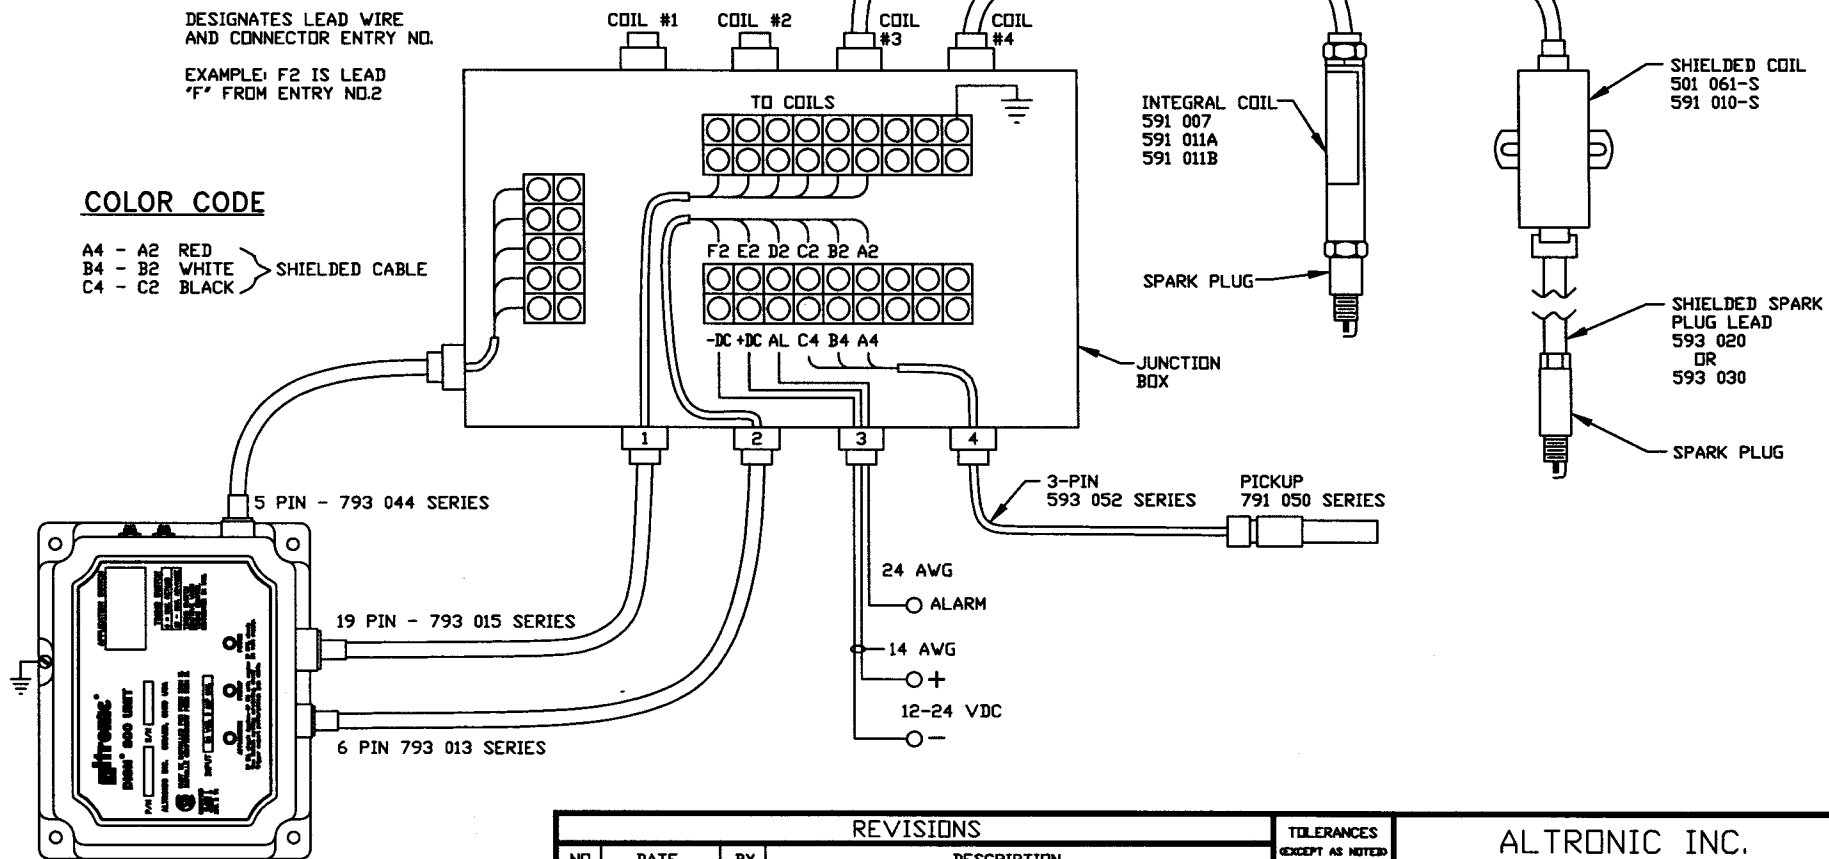 DESIGNATES LEAD WIRE
AND CONNECTOR ENTRY NO.
EXAMPLE: F2 IS LEAD
"F" FROM ENTRY NO.2
COIL #1
COIL #2
COIL
#3
COIL
#4
TO COILS
COLOR CODE
A4 - A2 RED
B4 - B2 WHITE
C4 - C2 BLACK
SHIELDED CABLE
F2 E2 D2 C2 B2 A2
-DC +DC AL C4 B4 A4
JUNCTION
BOX
INTEGRAL COIL
591 007
591 011A
591 011B
SPARK PLUG
SHIELDED COIL
501 061-S
591 010-S
SHIELDED SPARK
PLUG LEAD
593 020
OR
593 030
SPARK PLUG
1
2
3
4
3-PIN
593 052 SERIES
PICKUP
791 050 SERIES
5 PIN - 793 044 SERIES
19 PIN - 793 015 SERIES
6 PIN 793 013 SERIES
24 AWG
ALARM
14 AWG
+
12-24 VDC
-
altronic
UNIT
P/N
S/N
INPUT
REVISIONS
NO
DATE
BY
DESCRIPTION
TOLERANCES
(EXCEPT AS NOTED)
ALTRONIC INC.